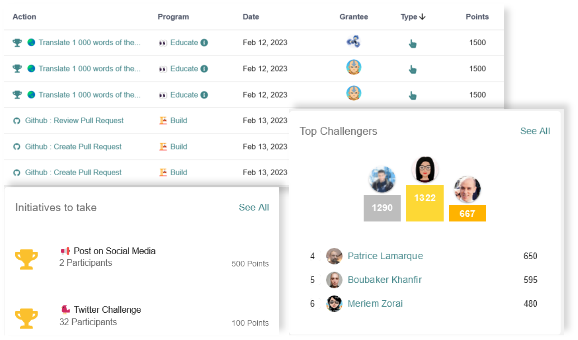 Action Program Date Grantee Type Points
Translate 1 000 words of the... Educate Feb 12, 2023 1500
Translate 1 000 words of the... Educate Feb 12, 2023 1500
Translate 1 000 words of the... Educate Feb 12, 2023 1500
Github : Review Pull Request Build Feb 13, 2023
Github : Create Pull Request Build Feb 13, 2023
Github : Create Pull Request Build Feb 13, 2023
Initiatives to take See All
Post on Social Media
2 Participants 500 Points
Twitter Challenge
32 Participants 100 Points
Top Challengers See All
1290 1322 667
4 Patrice Lamarque 650
5 Boubaker Khanfir 595
6 Meriem Zorai 480